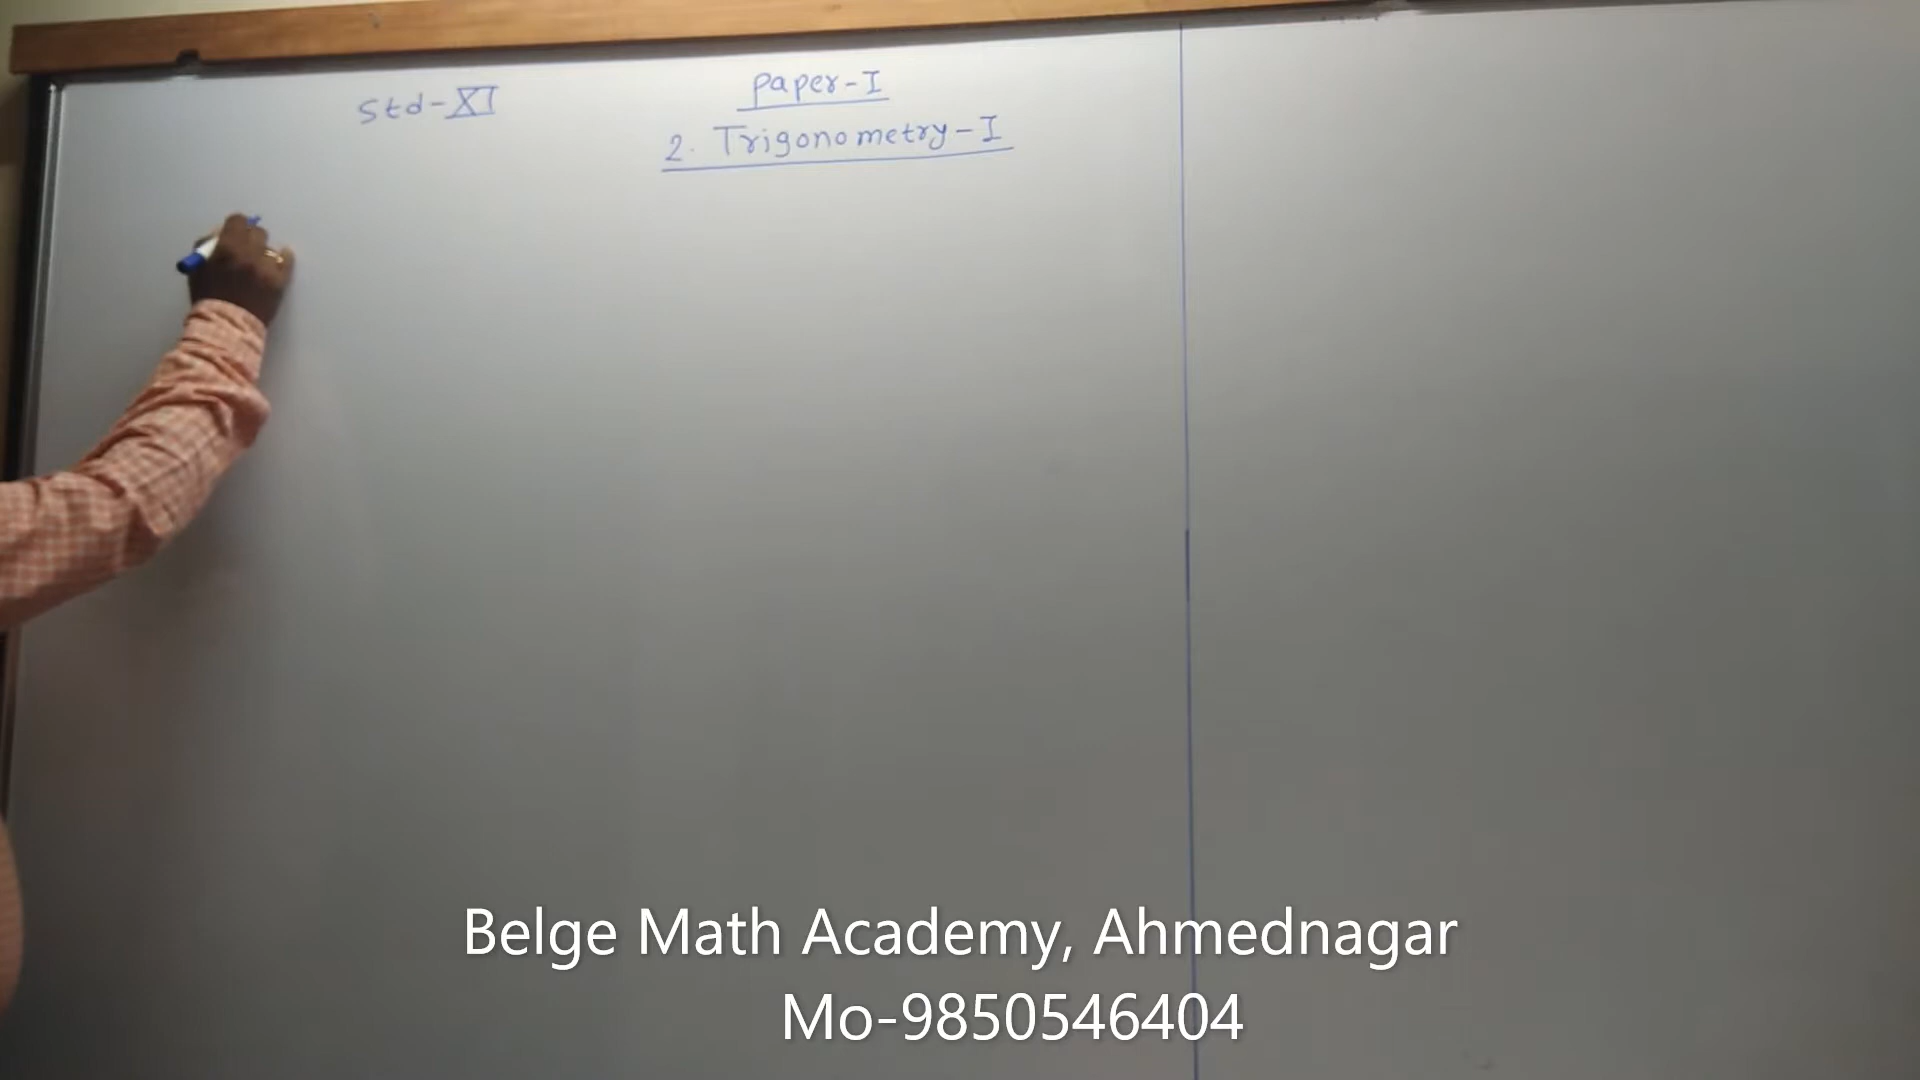 Std-XI
Paper-I
2. Trigonometry-I
Belge Math Academy, Ahmednagar
Mo-9850546404